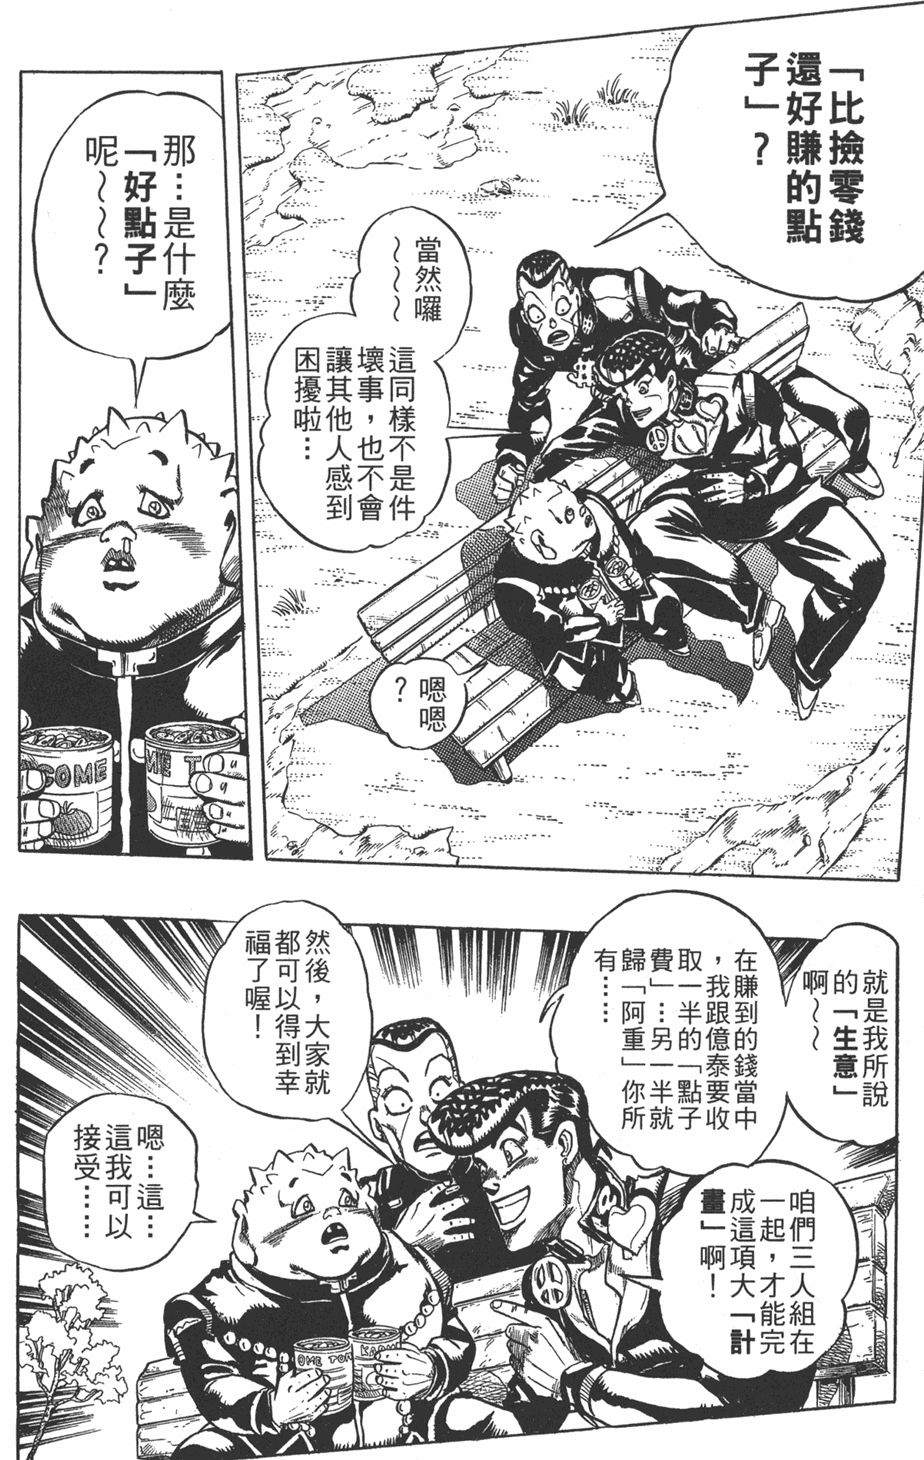 「比撿零錢
還好賺的點
子」?
當然囉
~~~
這同樣不是件
壞事，也不會
讓其他人感到
困擾啦…
嗯嗯
?
那…是什麼
「好點子」
呢~~?
COME
ME T
就是我所說
的「生意」
啊~~
在賺到的錢當中
，我跟億泰要收
取一半的「點子
費」…另一半就
歸「阿重」你所
有……
咱們三人組在
一起，才能完
成這項大「計
畫」啊！
然後，大家就
都可以得到幸
福了喔！
嗯…這…
這我可以
接受……
OME TOM
KAGOM